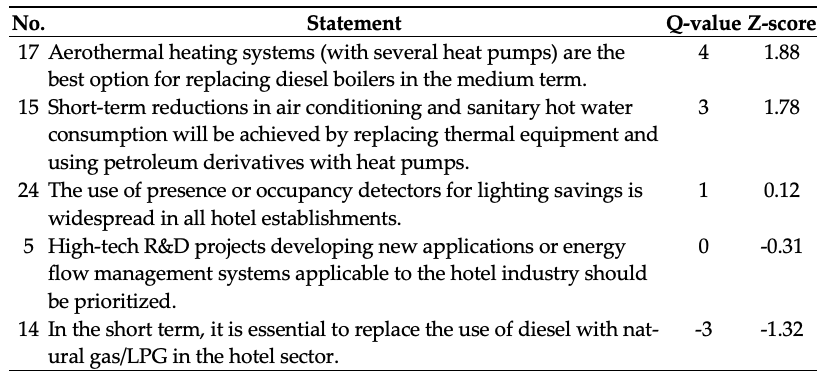 No. Statement Q-value Z-score
17 Aerothermal heating systems (with several heat pumps) are the 4 1.88
best option for replacing diesel boilers in the medium term.
15 Short-term reductions in air conditioning and sanitary hot water 3 1.78
consumption will be achieved by replacing thermal equipment and
using petroleum derivatives with heat pumps.
24 The use of presence or occupancy detectors for lighting savings is 1 0.12
widespread in all hotel establishments.
5 High-tech R&D projects developing new applications or energy 0 -0.31
flow management systems applicable to the hotel industry should
be prioritized.
14 In the short term, it is essential to replace the use of diesel with nat- -3 -1.32
ural gas/LPG in the hotel sector.